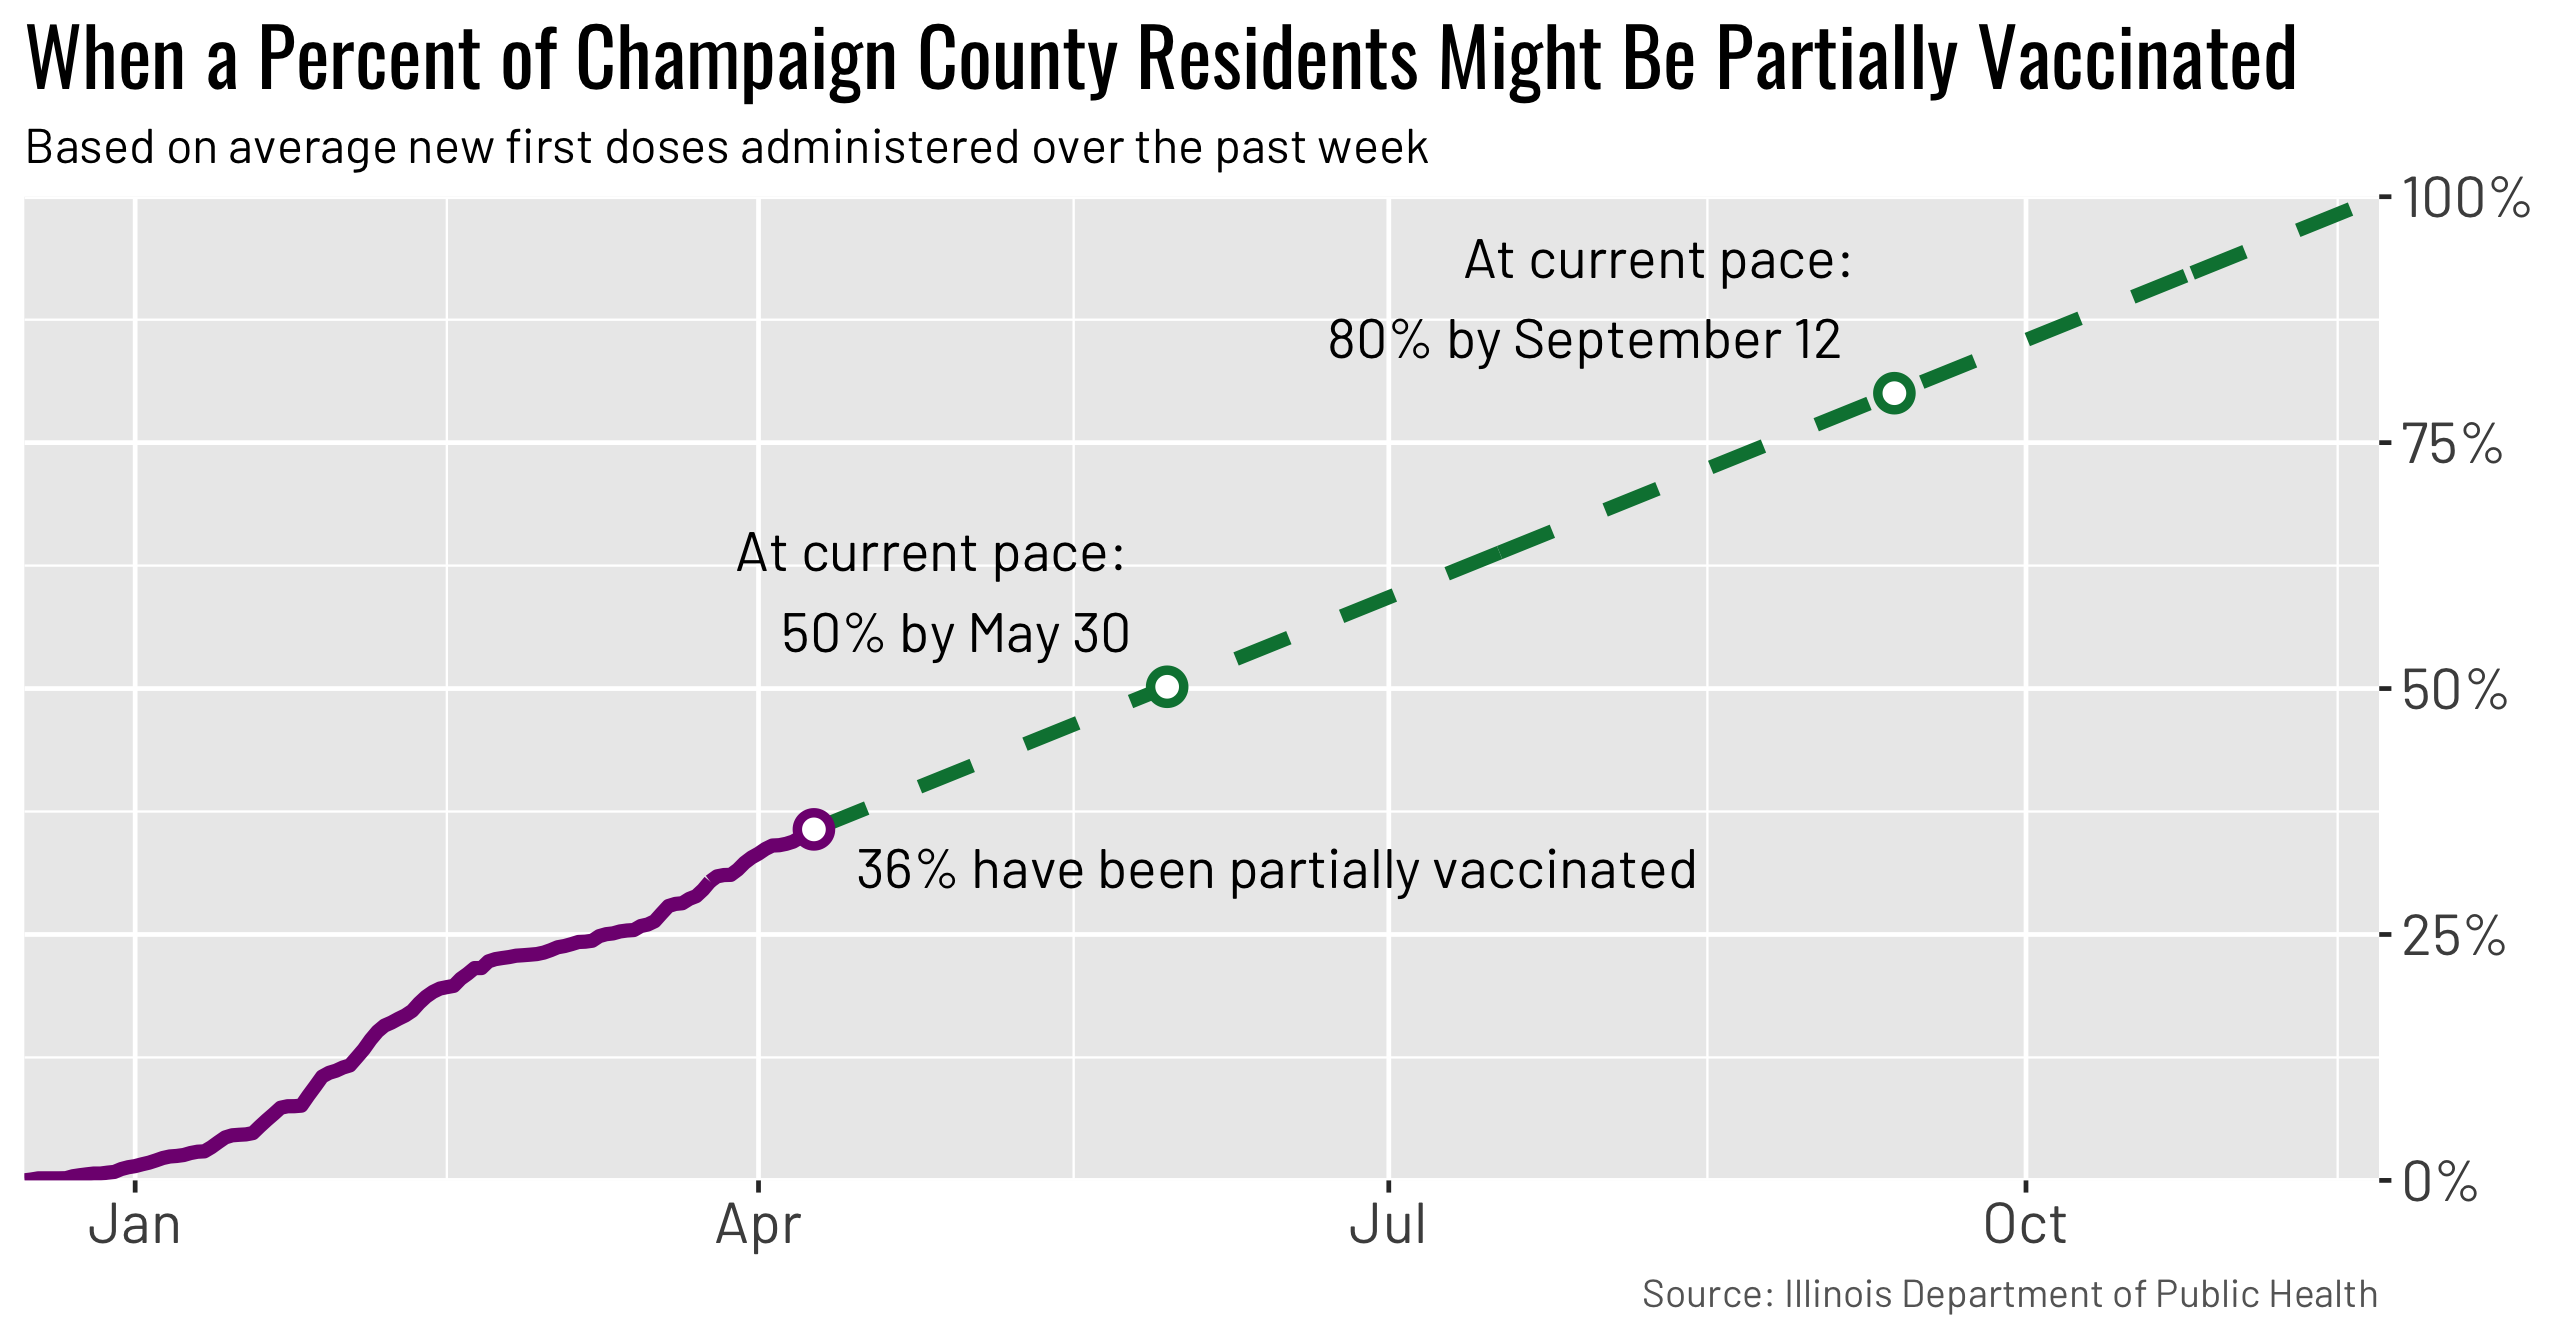 When a Percent of Champaign County Residents Might Be Partially Vaccinated
Based on average new first doses administered over the past week
100%
At current pace:
80% by September 12
75%
At current pace:
50% by May 30
50%
36% have been partially vaccinated
25%
0%
Jan
Apr
Jul
Oct
Source: Illinois Department of Public Health